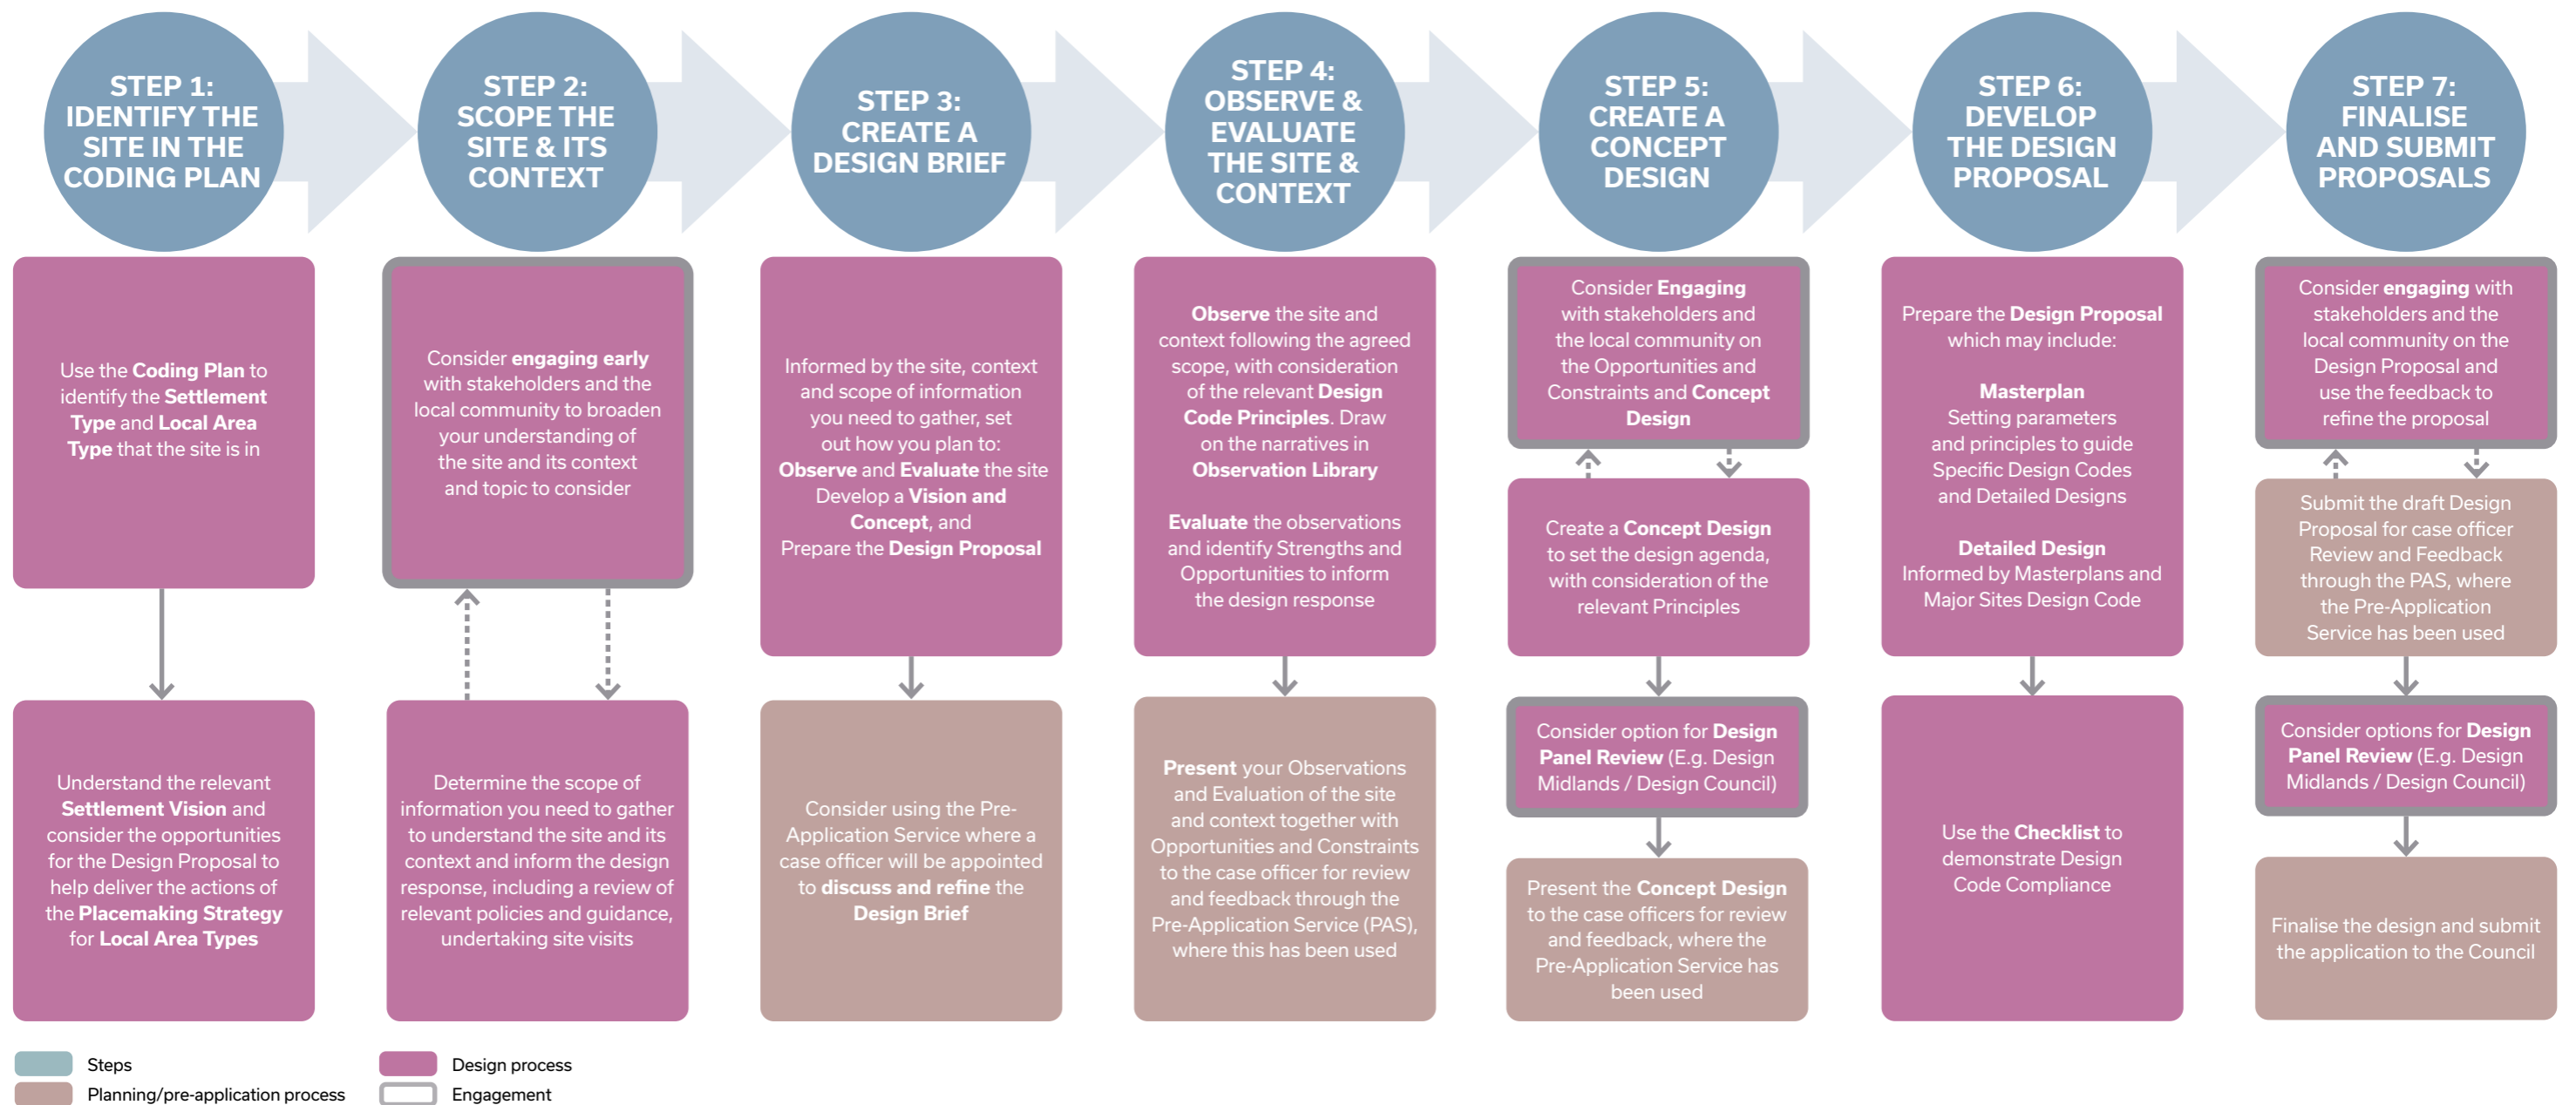 STEP 1:
IDENTIFY THE
SITE IN THE
CODING PLAN
STEP 2:
SCOPE THE
SITE & ITS
CONTEXT
STEP 3:
CREATE A
DESIGN BRIEF
STEP 4:
OBSERVE &
EVALUATE
THE SITE &
CONTEXT
STEP 5:
CREATE A
CONCEPT
DESIGN
STEP 6:
DEVELOP
THE DESIGN
PROPOSAL
STEP 7:
FINALISE
AND SUBMIT
PROPOSALS
Use the Coding Plan to
identify the Settlement
Type and Local Area
Type that the site is in
Understand the relevant
Settlement Vision and
consider the opportunities
for the Design Proposal to
help deliver the actions of
the Placemaking Strategy
for Local Area Types
Consider engaging early
with stakeholders and the
local community to broaden
your understanding of
the site and its context
and topic to consider
Determine the scope of
information you need to gather
to understand the site and its
context and inform the design
response, including a review of
relevant policies and guidance,
undertaking site visits
Informed by the site, context
and scope of information
you need to gather, set
out how you plan to:
Observe and Evaluate the site
Develop a Vision and
Concept, and
Prepare the Design Proposal
Consider using the Pre-
Application Service where a
case officer will be appointed
to discuss and refine the
Design Brief
Observe the site and
context following the agreed
scope, with consideration
of the relevant Design
Code Principles. Draw
on the narratives in
Observation Library
Evaluate the observations
and identify Strengths and
Opportunities to inform
the design response
Present your Observations
and Evaluation of the site
and context together with
Opportunities and Constraints
to the case officer for review
and feedback through the
Pre-Application Service (PAS),
where this has been used
Consider Engaging
with stakeholders and
the local community on
the Opportunities and
Constraints and Concept
Design
Create a Concept Design
to set the design agenda,
with consideration of the
relevant Principles
Consider option for Design
Panel Review (E.g. Design
Midlands / Design Council)
Present the Concept Design
to the case officers for review
and feedback, where the
Pre-Application Service has
been used
Prepare the Design Proposal
which may include:
Masterplan
Setting parameters
and principles to guide
Specific Design Codes
and Detailed Designs
Detailed Design
Informed by Masterplans and
Major Sites Design Code
Use the Checklist to
demonstrate Design
Code Compliance
Consider engaging with
stakeholders and the
local community on the
Design Proposal and
use the feedback to
refine the proposal
Submit the draft Design
Proposal for case officer
Review and Feedback
through the PAS, where
the Pre-Application
Service has been used
Consider options for Design
Panel Review (E.g. Design
Midlands / Design Council)
Finalise the design and submit
the application to the Council
Steps
Design process
Planning/pre-application process
Engagement